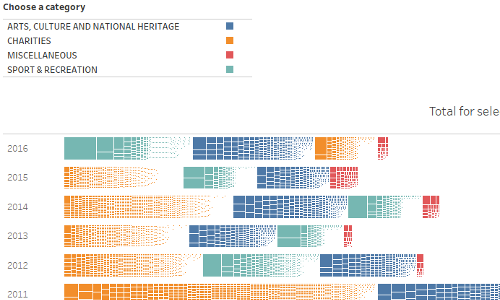 Choose a category
ARTS, CULTURE AND NATIONAL HERITAGE
CHARITIES
MISCELLANEOUS
SPORT & RECREATION
Total for sele
2016
2015
2014
2013
2012
2011